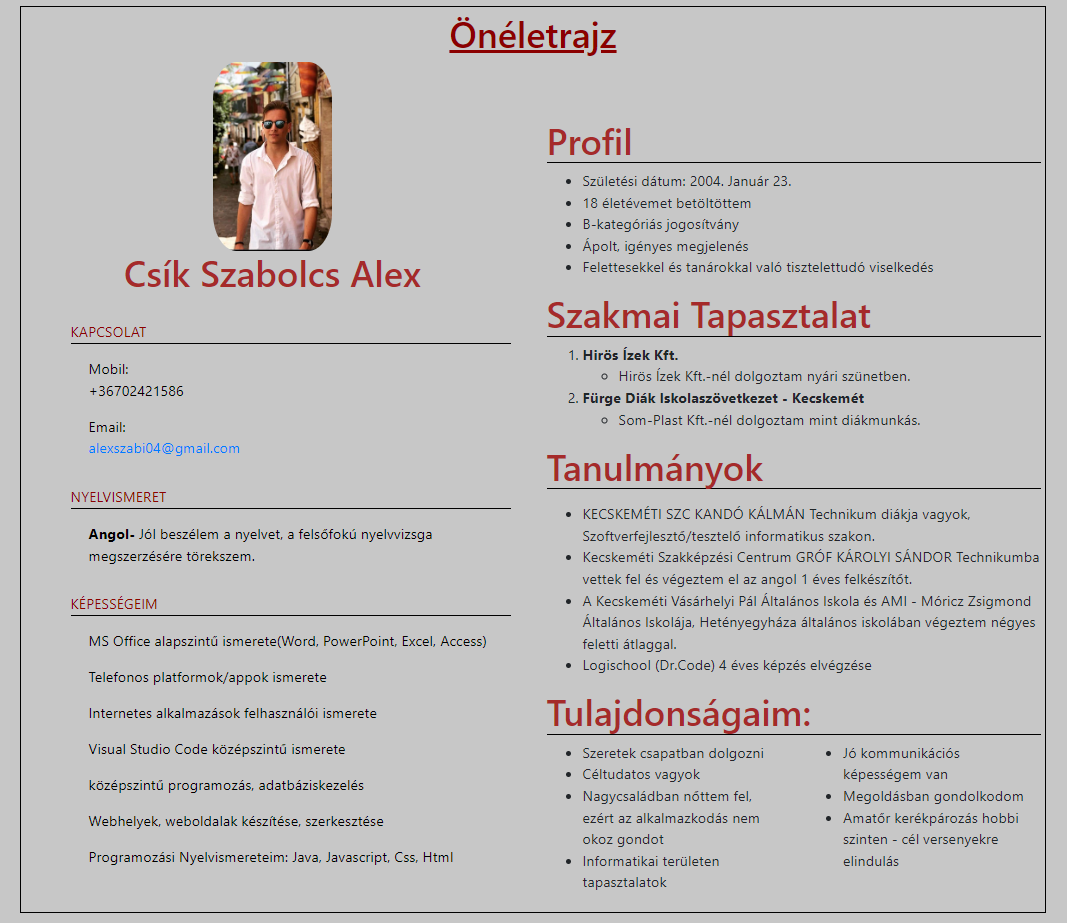 Önéletrajz
Csík Szabolcs Alex
KAPCSOLAT
Mobil:
+36702421586
Email:
alexszabi04@gmail.com
NYELVISMERET
Angol- Jól beszélem a nyelvet, a felsőfokú nyelvvizsga
megszerzésére törekszem.
KÉPESSÉGEIM
MS Office alapszintű ismerete(Word, PowerPoint, Excel, Access)
Telefonos platformok/appok ismerete
Internetes alkalmazások felhasználói ismerete
Visual Studio Code középszintű ismerete
középszintű programozás, adatbáziskezelés
Webhelyek, weboldalak készítése, szerkesztése
Programozási Nyelvismereteim: Java, Javascript, Css, Html
Profil
Születési dátum: 2004. Január 23.
18 életévemet betöltöttem
B-kategóriás jogosítvány
Ápolt, igényes megjelenés
Felettesekkel és tanárokkal való tisztelettudó viselkedés
Szakmai Tapasztalat
1. Hirös Ízek Kft.
Hirös Ízek Kft.-nél dolgoztam nyári szünetben.
2. Fürge Diák Iskolaszövetkezet - Kecskemét
Som-Plast Kft.-nél dolgoztam mint diákmunkás.
Tanulmányok
KECSKEMÉTI SZC KANDÓ KÁLMÁN Technikum diákja vagyok,
Szoftverfejlesztő/tesztelő informatikus szakon.
Kecskeméti Szakképzési Centrum GRÓF KÁROLYI SÁNDOR Technikumba
vettek fel és végeztem el az angol 1 éves felkészítőt.
A Kecskeméti Vásárhelyi Pál Általános Iskola és AMI - Móricz Zsigmond
Általános Iskolája, Hetényegyháza általános iskolában végeztem négyes
feletti átlaggal.
Logischool (Dr.Code) 4 éves képzés elvégzése
Tulajdonságaim:
Szeretek csapatban dolgozni
Céltudatos vagyok
Nagycsaládban nőttem fel,
ezért az alkalmazkodás nem
okoz gondot
Informatikai területen
tapasztalatok
Jó kommunikációs
képességem van
Megoldásban gondolkodom
Amatőr kerékpározás hobbi
szinten - cél versenyekre
elindulás